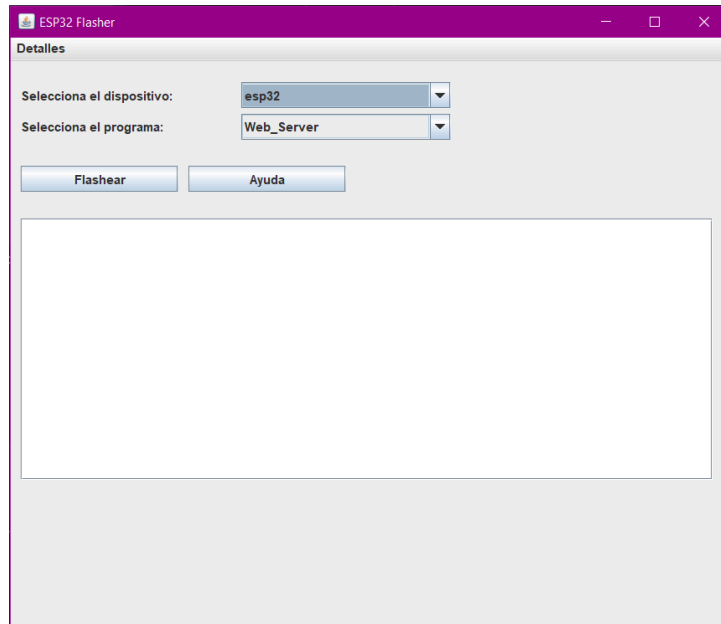 ESP32 Flasher
Detalles
Selecciona el dispositivo: esp32
Selecciona el programa: Web_Server
Flashear Ayuda